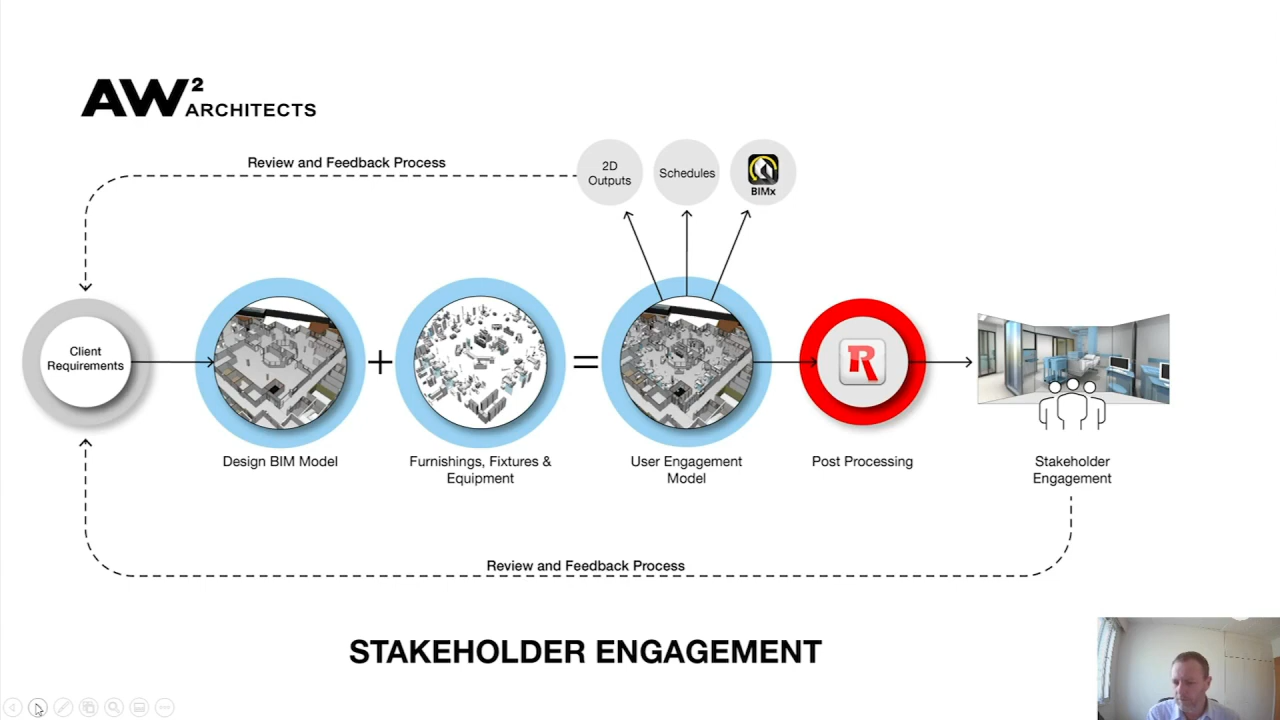 AW²
ARCHITECTS
Review and Feedback Process
2D
Outputs
Schedules
BIMx
Client
Requirements
R
Design BIM Model
Furnishings, Fixtures &
Equipment
User Engagement
Model
Post Processing
Stakeholder
Engagement
Review and Feedback Process
STAKEHOLDER ENGAGEMENT